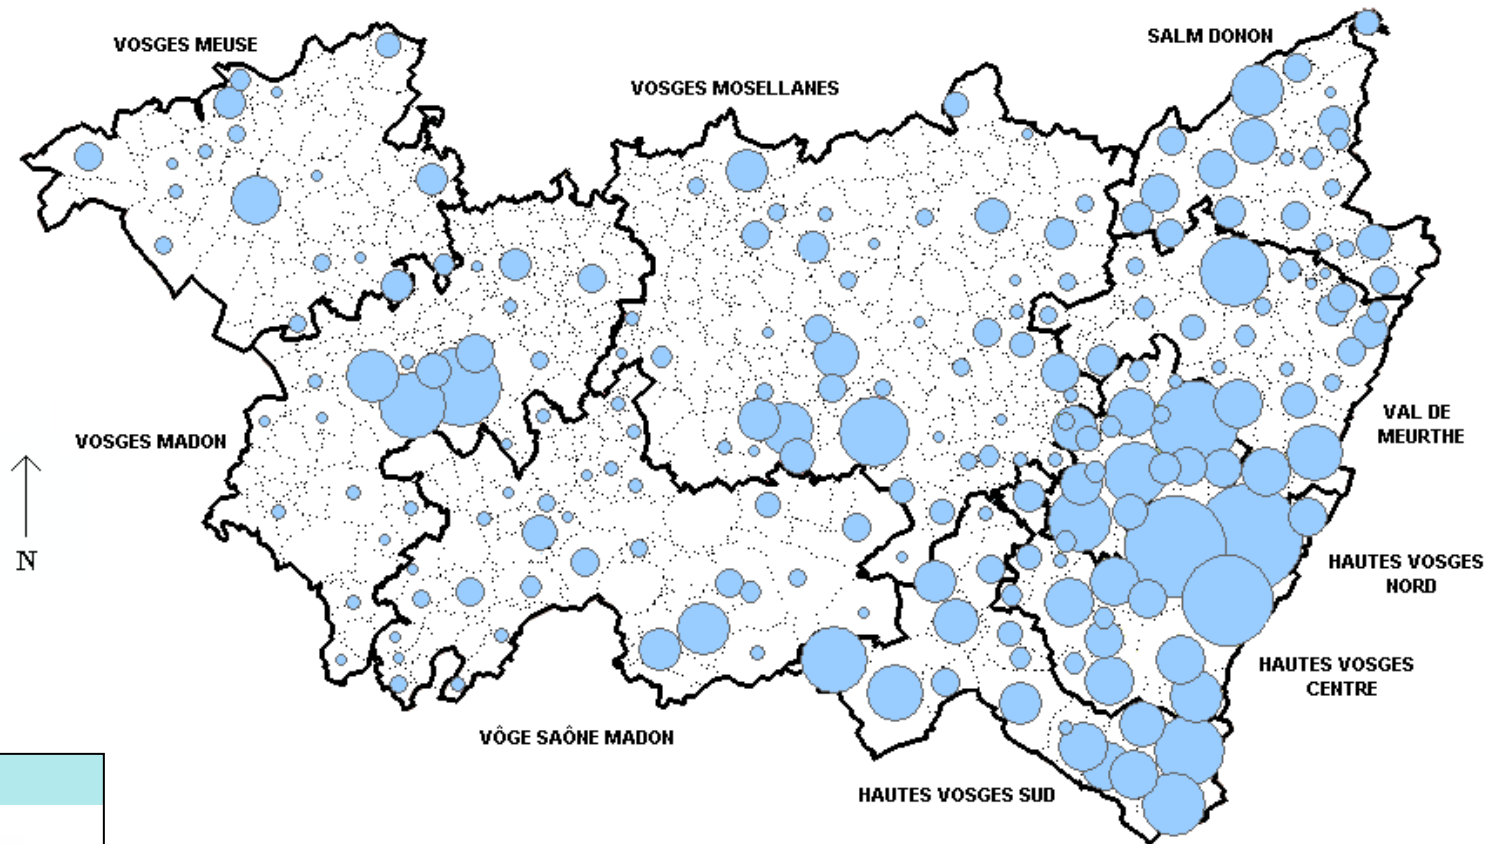 SALM DONON
VOSGES MEUSE
VOSGES MOSELLANES
VAL DE
MEURTHE
VOSGES MADON
N
HAUTES VOSGES
NORD
HAUTES VOSGES
CENTRE
VÔGE SAÔNE MADON
HAUTES VOSGES SUD